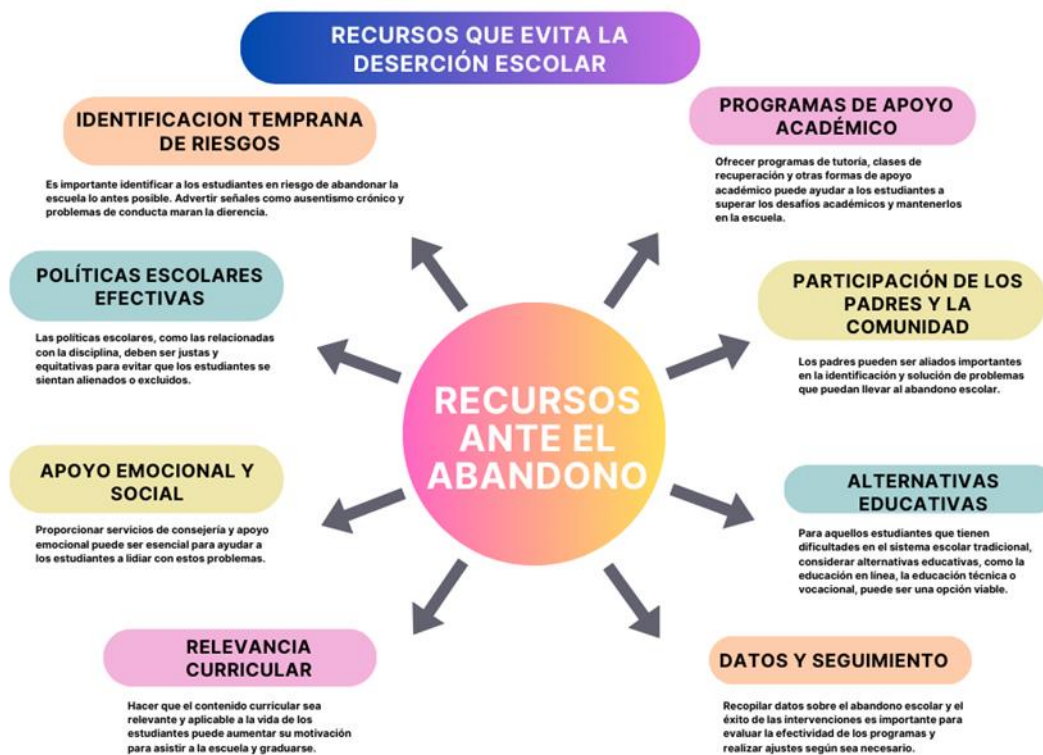 RECURSOS QUE EVITA LA
DESERCIÓN ESCOLAR
IDENTIFICACION TEMPRANA
DE RIESGOS
Es importante identificar a los estudiantes en riesgo de abandonar la
escuela lo antes posible. Advertir señales como ausentismo crónico y
problemas de conducta maran la dierencia.
PROGRAMAS DE APOYO
ACADÉMICO
Ofrecer programas de tutoría, clases de
recuperación y otras formas de apoyo
académico puede ayudar a los estudiantes a
superar los desafíos académicos y mantenerlos
en la escuela.
POLÍTICAS ESCOLARES
EFECTIVAS
Las políticas escolares, como las relacionadas
con la disciplina, deben ser justas y
equitativas para evitar que los estudiantes se
sientan alienados o excluidos.
PARTICIPACIÓN DE LOS
PADRES Y LA
COMUNIDAD
Los padres pueden ser aliados importantes
en la identificación y solución de problemas
que puedan llevar al abandono escolar.
RECURSOS
ANTE EL
ABANDONO
APOYO EMOCIONAL Y
SOCIAL
Proporcionar servicios de consejería y apoyo
emocional puede ser esencial para ayudar a
los estudiantes a lidiar con estos problemas.
ALTERNATIVAS
EDUCATIVAS
Para aquellos estudiantes que tienen
dificultades en el sistema escolar tradicional,
considerar alternativas educativas, como la
educación en línea, la educación técnica o
vocacional, puede ser una opción viable.
RELEVANCIA
CURRICULAR
Hacer que el contenido curricular sea
relevante y aplicable a la vida de los
estudiantes puede aumentar su motivación
para asistir a la escuela y graduarse.
DATOS Y SEGUIMIENTO
Recopilar datos sobre el abandono escolar y el
éxito de las intervenciones es importante para
evaluar la efectividad de los programas y
realizar ajustes según sea necesario.